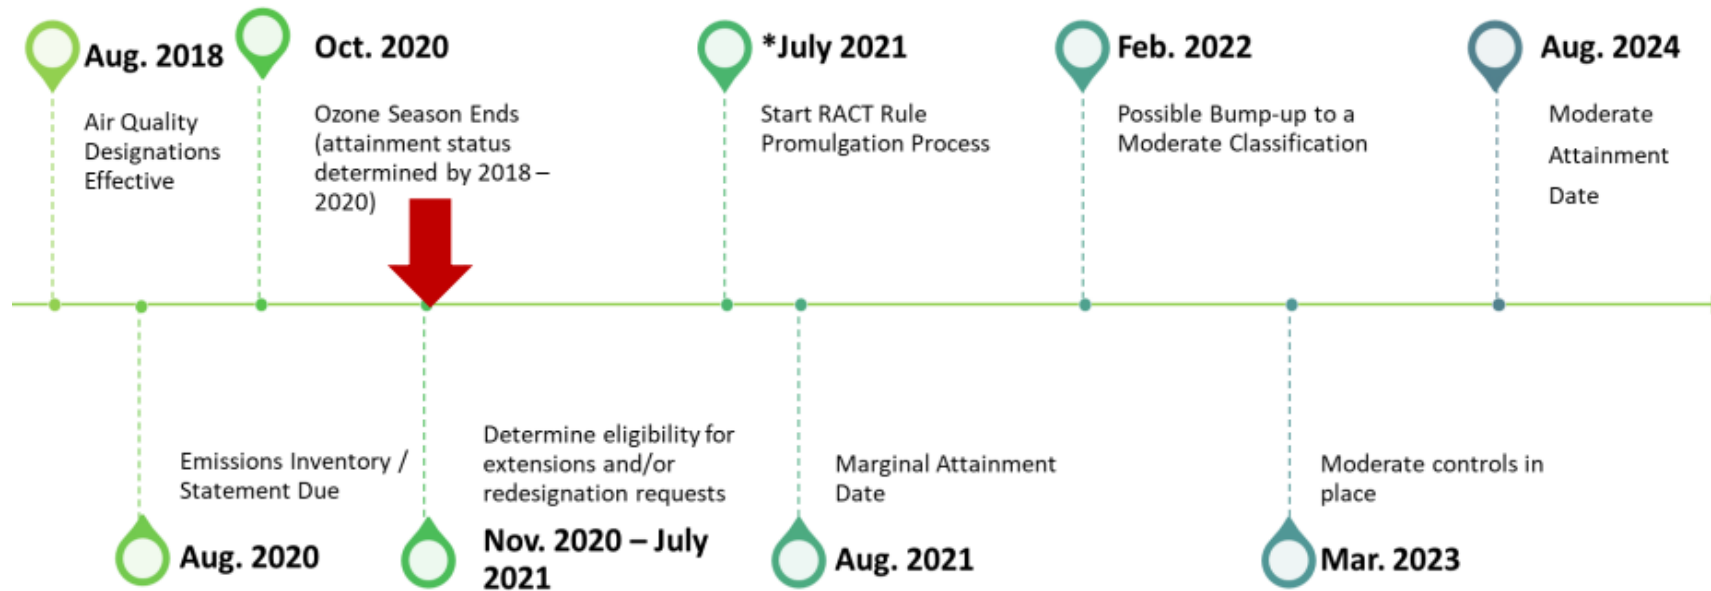 Aug. 2018
Air Quality
Designations
Effective
Oct. 2020
Ozone Season Ends
(attainment status
determined by 2018 –
2020)
*July 2021
Start RACT Rule
Promulgation Process
Feb. 2022
Possible Bump-up to a
Moderate Classification
Aug. 2024
Moderate
Attainment
Date
Emissions Inventory /
Statement Due
Aug. 2020
Determine eligibility for
extensions and/or
redesignation requests
Nov. 2020 – July
2021
Marginal Attainment
Date
Aug. 2021
Moderate controls in
place
Mar. 2023